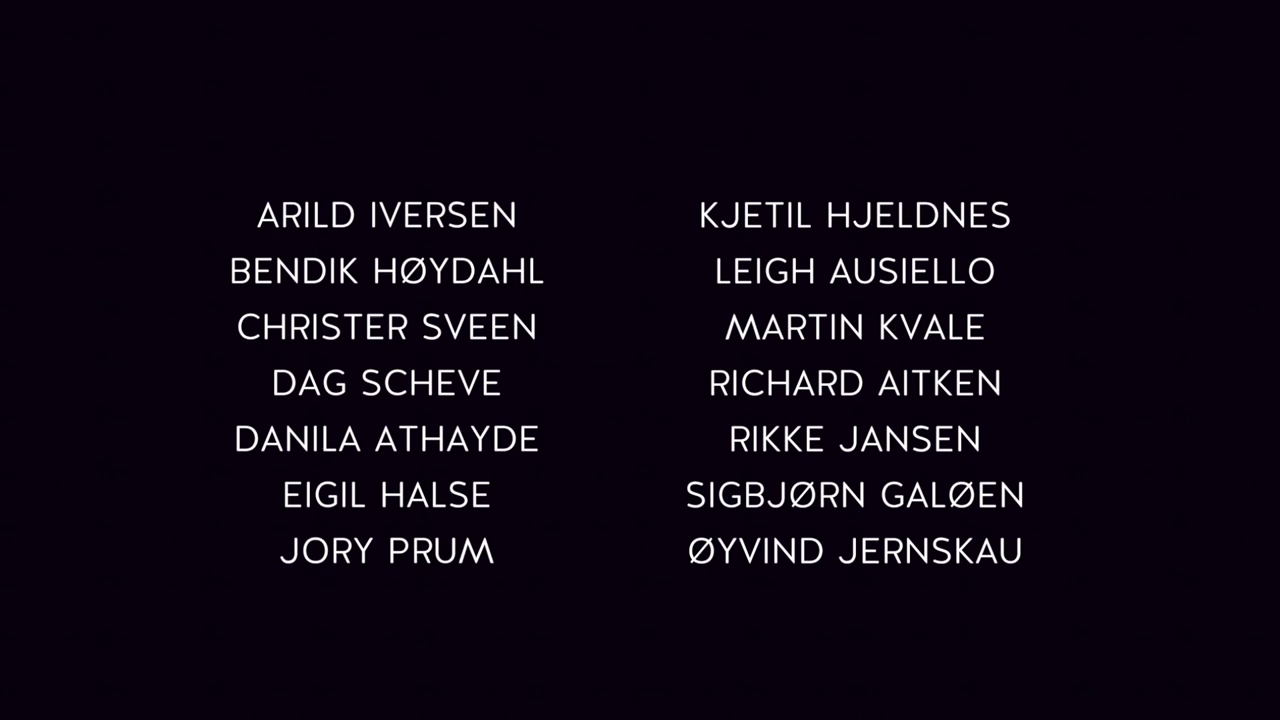 ARILD IVERSEN
BENDIK HØYDAHL
CHRISTER SVEEN
DAG SCHEVE
DANILA ATHAYDE
EIGIL HALSE
JORY PRUM
KJETIL HJELDNES
LEIGH AUSIELLO
MARTIN KVALE
RICHARD AITKEN
RIKKE JANSEN
SIGBJØRN GALØEN
ØYVIND JERNSKAU